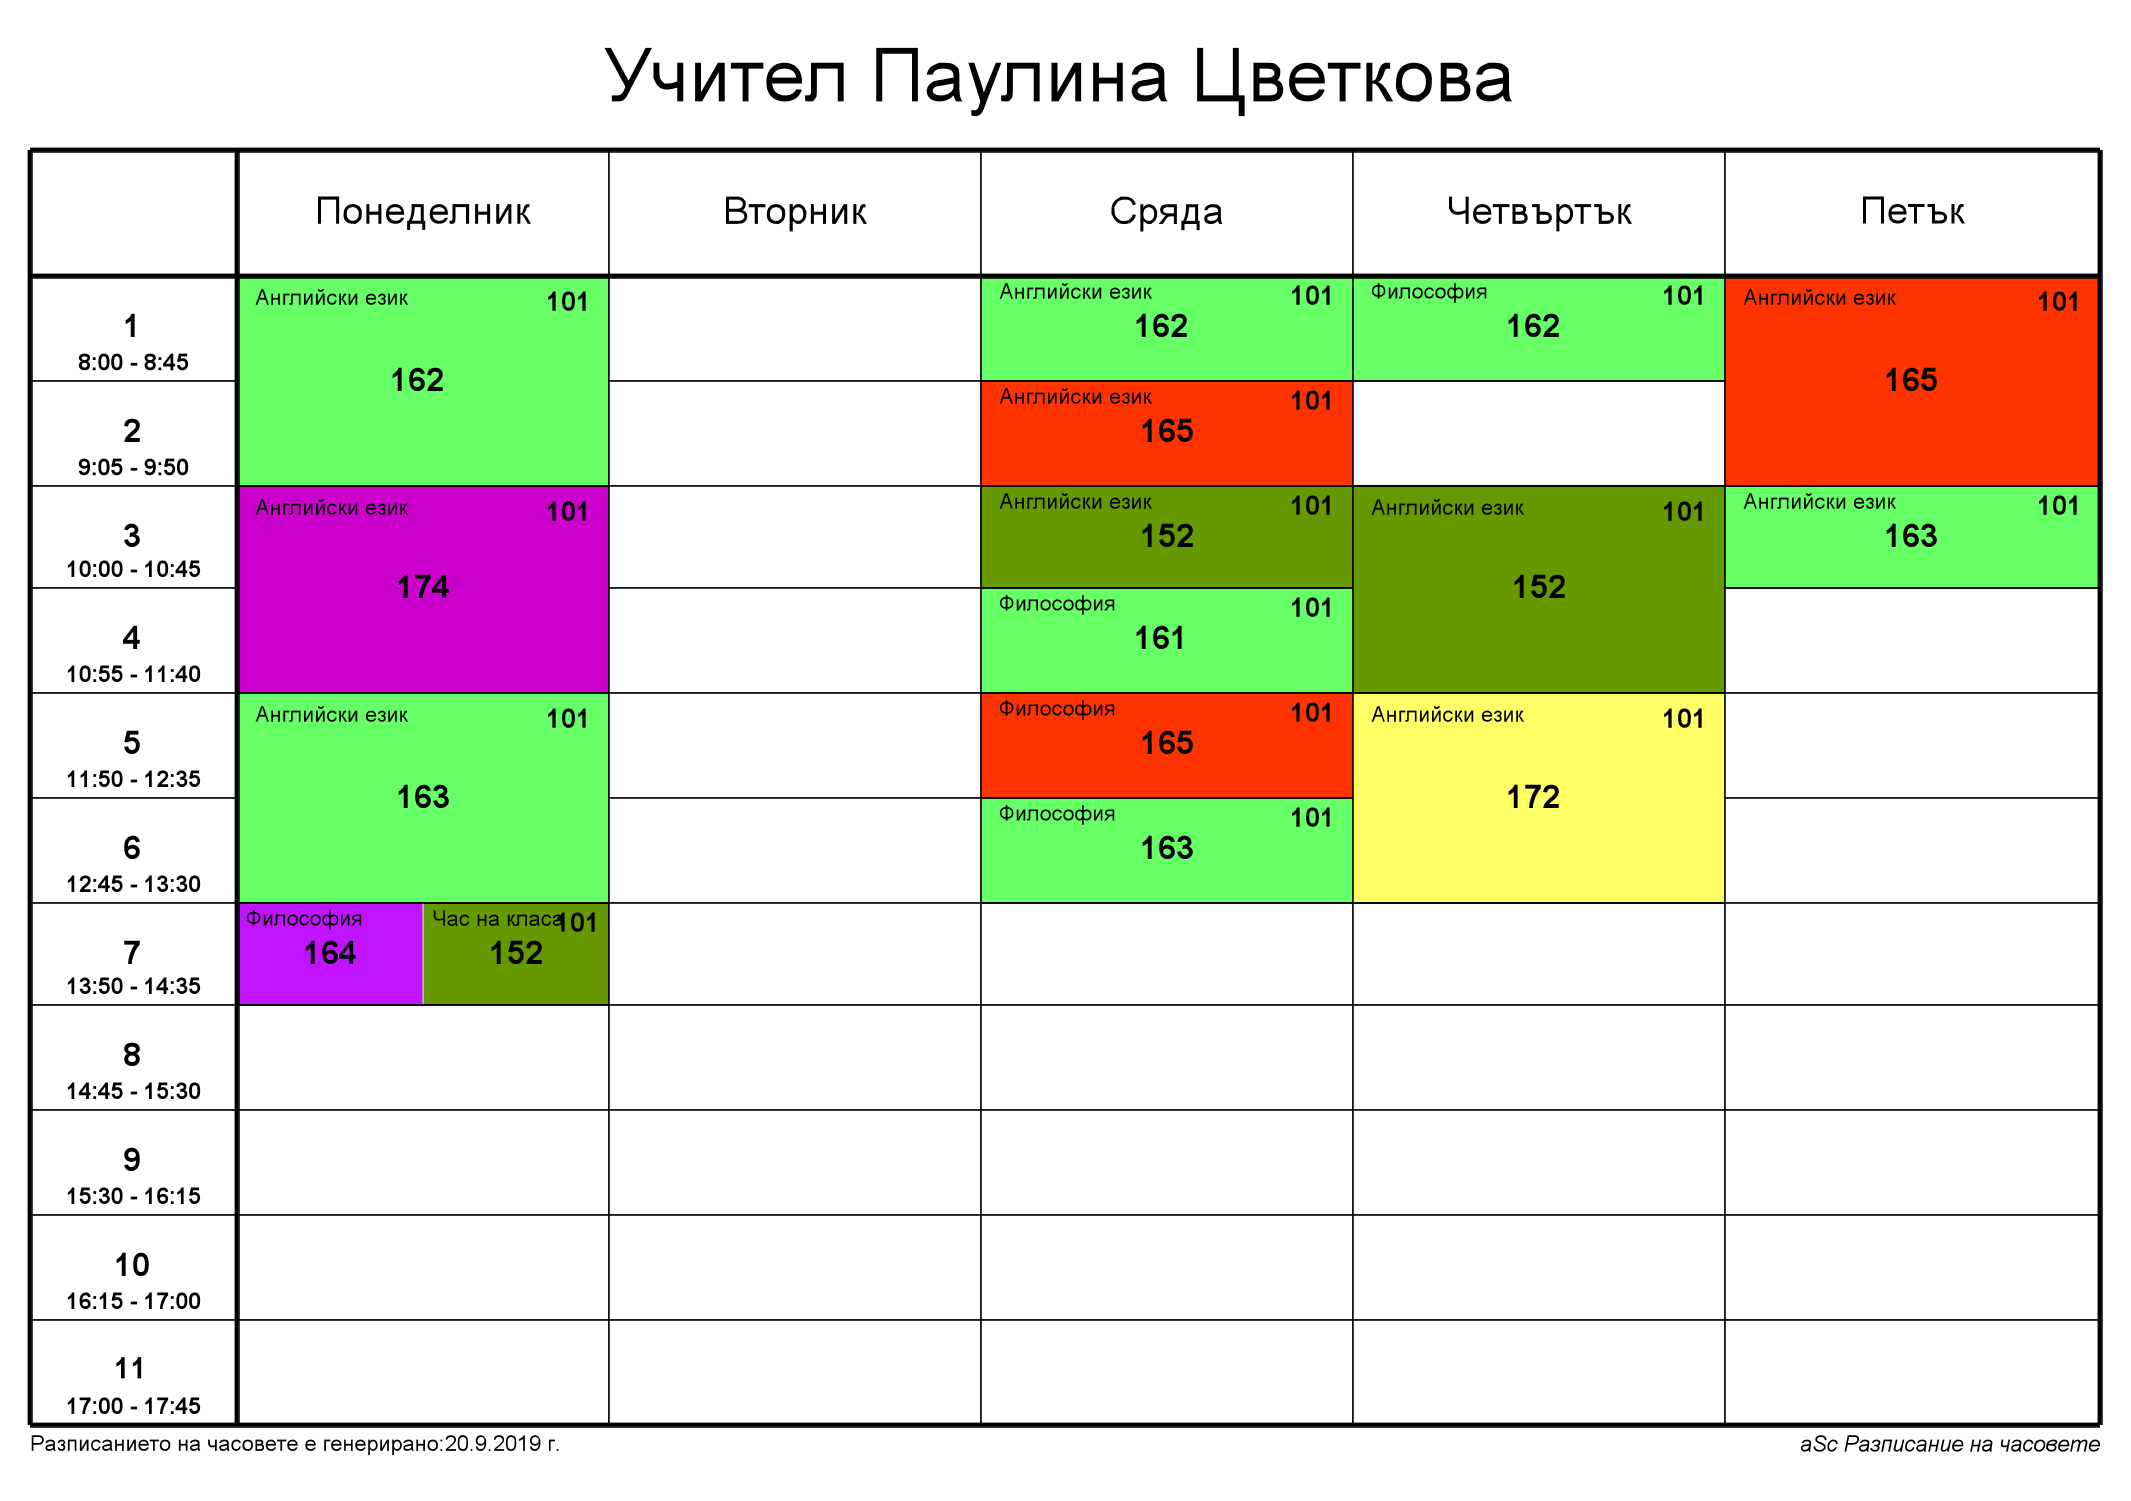 Учител Паулина Цветкова
Понеделник Вторник Сряда Четвъртък Петък
1
8:00 - 8:45
Английски език 101
162
Английски език 101
162
Философия 101
162
Английски език 101
165
2
9:05 - 9:50
Английски език 101
165
3
10:00 - 10:45
Английски език 101
174
Английски език 101
152
Английски език 101
152
Английски език 101
163
4
10:55 - 11:40
Философия 101
161
5
11:50 - 12:35
Английски език 101
163
Философия 101
165
Английски език 101
172
6
12:45 - 13:30
Философия 101
163
7
13:50 - 14:35
Философия
164
Час на класа 101
152
8
14:45 - 15:30
9
15:30 - 16:15
10
16:15 - 17:00
11
17:00 - 17:45
Разписанието на часовете е генерирано:20.9.2019 г.
aSc Разписание на часовете